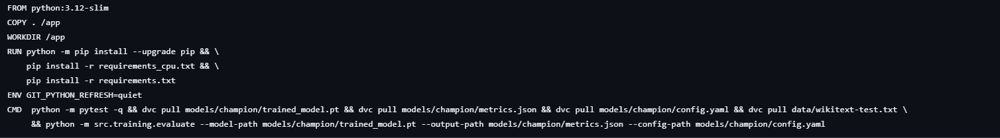 FROM python:3.12-slim
COPY . /app
WORKDIR /app
RUN python -m pip install --upgrade pip && \
    pip install -r requirements_cpu.txt && \
    pip install -r requirements.txt
ENV GIT_PYTHON_REFRESH=quiet
CMD  python -m pytest -q && dvc pull models/champion/trained_model.pt && dvc pull models/champion/metrics.json && dvc pull models/champion/config.yaml && dvc pull data/wikitext-test.txt \
     && python -m src.training.evaluate --model-path models/champion/trained_model.pt --output-path models/champion/metrics.json --config-path models/champion/config.yaml